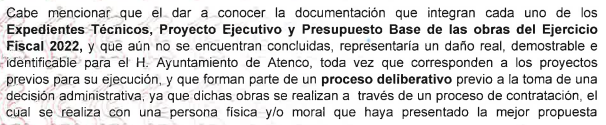 Cabe mencionar que el dar a conocer la documentación que integran cada uno de los
Expedientes Técnicos, Proyecto Ejecutivo y Presupuesto Base de las obras del Ejercicio
Fiscal 2022, y que aún no se encuentran concluidas, representaría un daño real, demostrable e
identificable para el H. Ayuntamiento de Atenco, toda vez que corresponden a los proyectos
previos para su ejecución, y que forman parte de un proceso deliberativo previo a la toma de una
decisión administrativa, ya que dichas obras se realizan a través de un proceso de contratación, el
cual se realiza con una persona física y/o moral que haya presentado la mejor propuesta